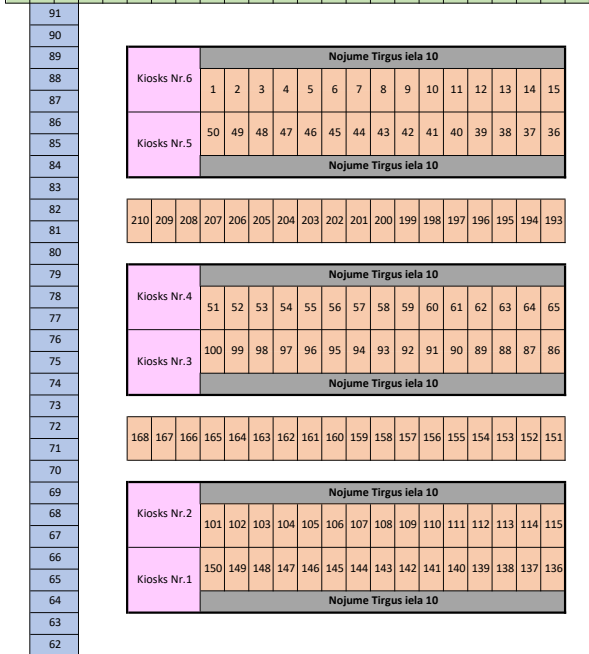 91
90
89 Nojume Tirgus iela 10
88 Kiosks Nr.6
87 1 2 3 4 5 6 7 8 9 10 11 12 13 14 15
86 50 49 48 47 46 45 44 43 42 41 40 39 38 37 36
85 Kiosks Nr.5
84 Nojume Tirgus iela 10
83
82
210 209 208 207 206 205 204 203 202 201 200 199 198 197 196 195 194 193
81
80
79 Nojume Tirgus iela 10
78 Kiosks Nr.4
77 51 52 53 54 55 56 57 58 59 60 61 62 63 64 65
76 100 99 98 97 96 95 94 93 92 91 90 89 88 87 86
75 Kiosks Nr.3
74 Nojume Tirgus iela 10
73
72
168 167 166 165 164 163 162 161 160 159 158 157 156 155 154 153 152 151
71
70
69 Nojume Tirgus iela 10
68 Kiosks Nr.2
67 101 102 103 104 105 106 107 108 109 110 111 112 113 114 115
66 150 149 148 147 146 145 144 143 142 141 140 139 138 137 136
65 Kiosks Nr.1
64 Nojume Tirgus iela 10
63
62